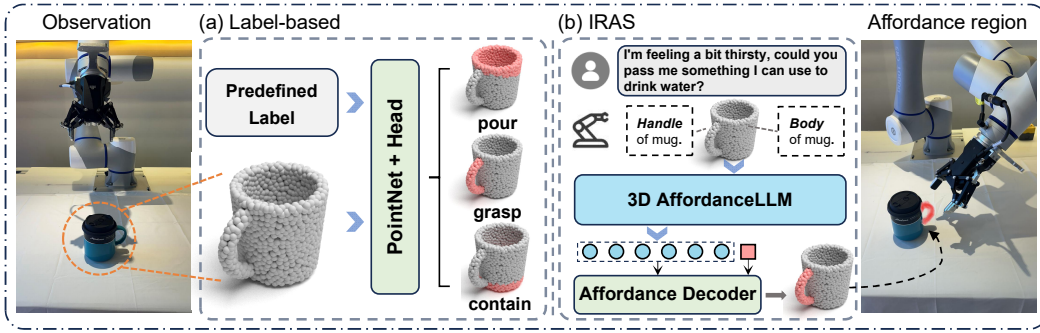 Observation
(a) Label-based
(b) IRAS
Affordance region
Predefined
Label
PointNet + Head
pour
grasp
contain
I'm feeling a bit thirsty, could you
pass me something I can use to
drink water?
Handle
of mug.
Body
of mug.
3D AffordanceLLM
Affordance Decoder